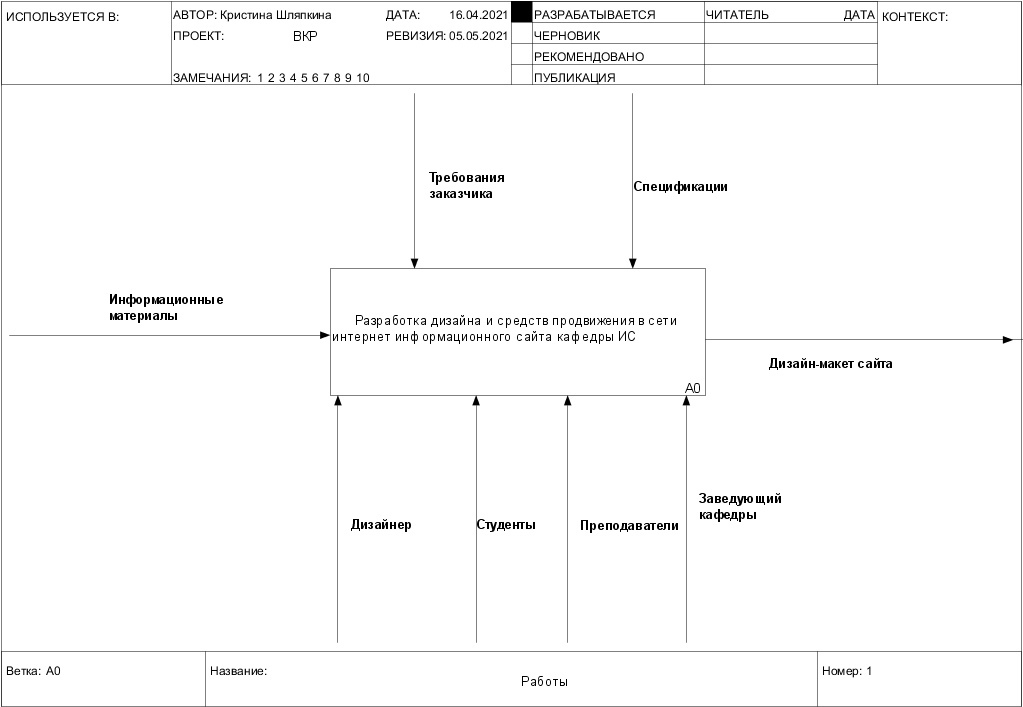 ИСПОЛЬЗУЕТСЯ В:
АВТОР: Кристина Шляпкина
ДАТА: 16.04.2021
ПРОЕКТ: ВКР
РЕВИЗИЯ: 05.05.2021
ЗАМЕЧАНИЯ: 1 2 3 4 5 6 7 8 9 10
РАЗРАБАТЫВАЕТСЯ
ЧЕРНОВИК
РЕКОМЕНДОВАНО
ПУБЛИКАЦИЯ
ЧИТАТЕЛЬ ДАТА
КОНТЕКСТ:
Требования
заказчика
Спецификации
Информационные
материалы
Разработка дизайна и средств продвижения в сети
интернет информационного сайта кафедры ИС
A0
Дизайн-макет сайта
Дизайнер
Студенты
Преподаватели
Заведующий
кафедры
Ветка: A0
Название:
Работы
Номер: 1